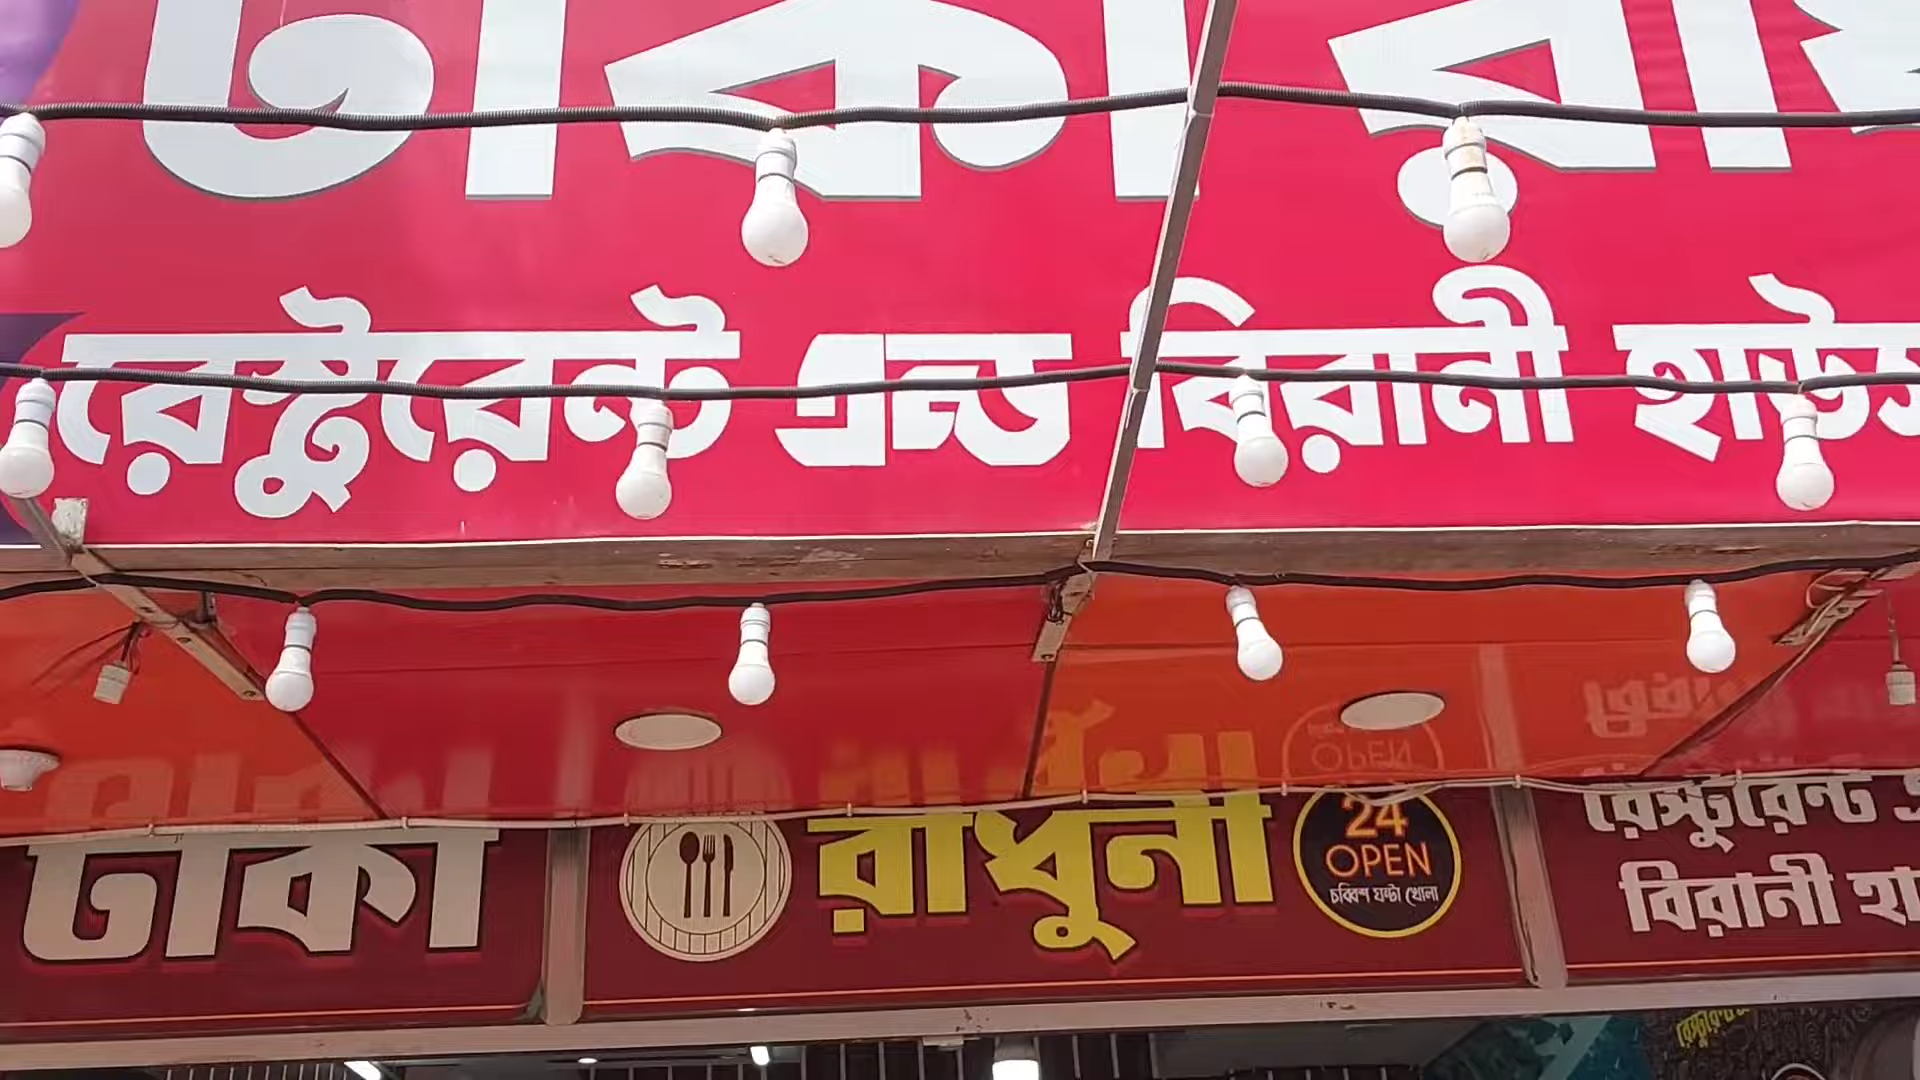 ঢাকা রা
রেস্টুরেন্ট এন্ড বিরানী হাউস
ঢাকা
রাধুনী
24
OPEN
চব্বিশ ঘন্টা খোলা
রেস্টুরেন্ট এ
বিরানী হা